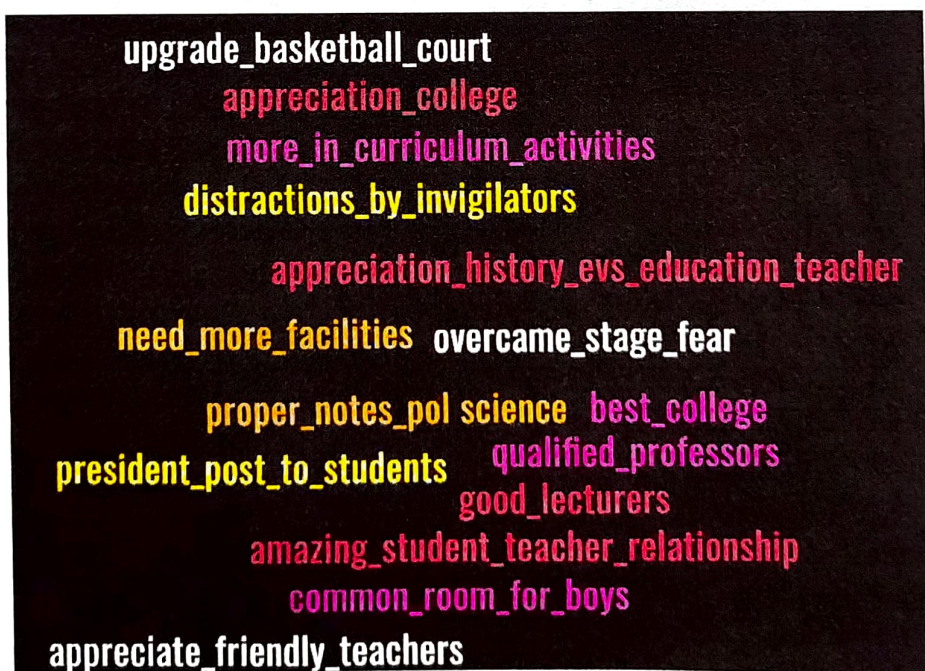 upgrade_basketball_court
appreciation_college
more_in_curriculum_activities
distractions_by_invigilators
appreciation_history_evs_education_teacher
need_more_facilities overcame_stage_fear
proper_notes_pol science best_college
president_post_to_students qualified_professors
good_lecturers
amazing_student_teacher_relationship
common_room_for_boys
appreciate_friendly_teachers